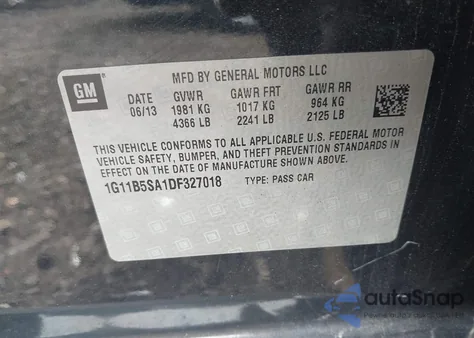 GM
MFD BY GENERAL MOTORS LLC
DATE GVWR GAWR FRT GAWR RR
06/13 1981 KG 1017 KG 964 KG
4366 LB 2241 LB 2125 LB
THIS VEHICLE CONFORMS TO ALL APPLICABLE U.S. FEDERAL MOTOR
VEHICLE SAFETY, BUMPER, AND THEFT PREVENTION STANDARDS IN
EFFECT ON THE DATE OF MANUFACTURE SHOWN ABOVE.
1G11B5SA1DF327018 TYPE: PASS CAR
autoSnap